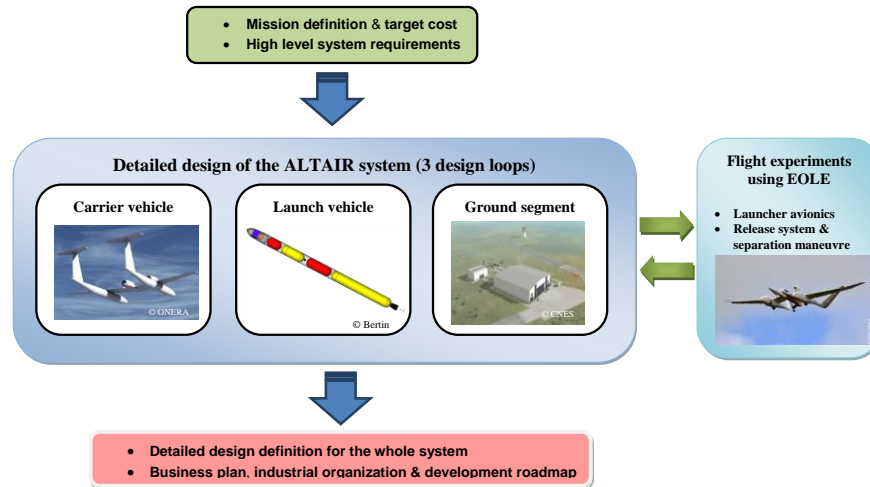 Mission definition & target cost
High level system requirements
Detailed design of the ALTAIR system (3 design loops)
Carrier vehicle
© ONERA
Launch vehicle
© Bertin
Ground segment
© CNES
Flight experiments
using EOLE
Launcher avionics
Release system &
separation maneuvre
Detailed design definition for the whole system
Business plan, industrial organization & development roadmap